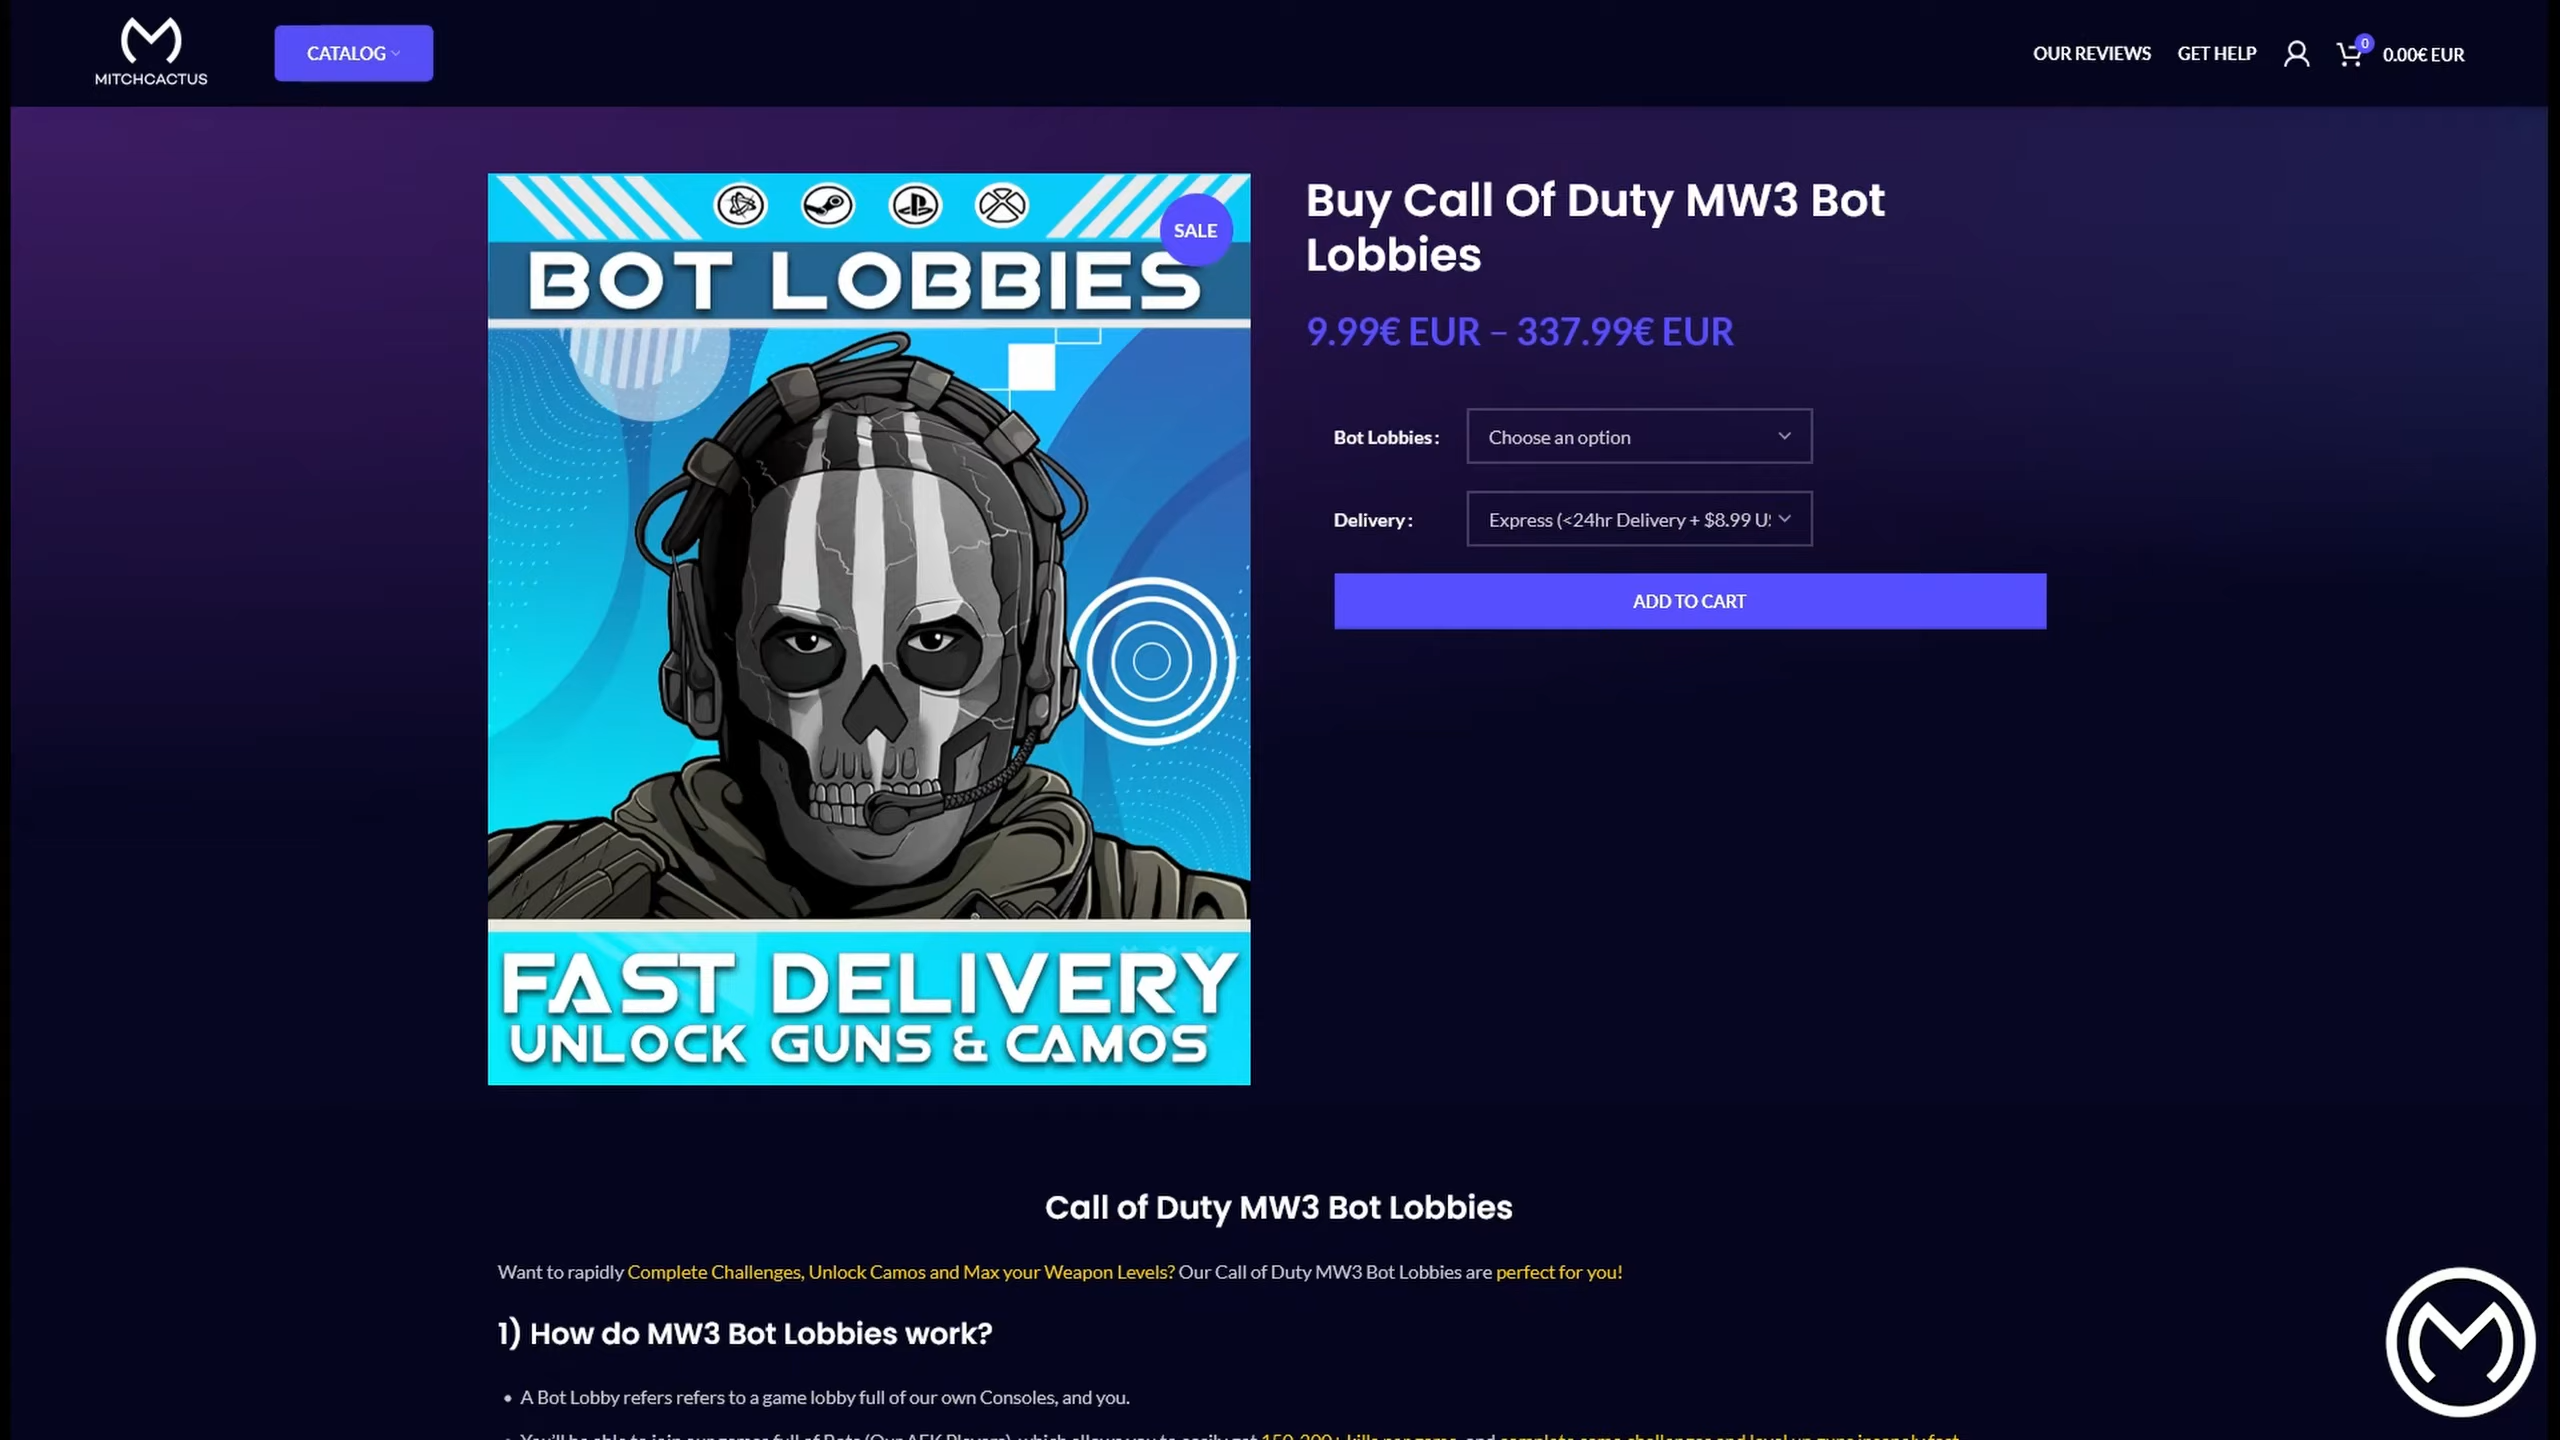 MITCHCACTUS
CATALOG
OUR REVIEWS
GET HELP
0
0.00€ EUR
SALE
BOT LOBBIES
FAST DELIVERY
UNLOCK GUNS & CAMOS
Buy Call Of Duty MW3 Bot
Lobbies
9.99€ EUR – 337.99€ EUR
Bot Lobbies :
Choose an option
Delivery :
Express (<24hr Delivery + $8.99 U
ADD TO CART
Call of Duty MW3 Bot Lobbies
Want to rapidly Complete Challenges, Unlock Camos and Max your Weapon Levels? Our Call of Duty MW3 Bot Lobbies are perfect for you!
1) How do MW3 Bot Lobbies work?
• A Bot Lobby refers refers to a game lobby full of our own Consoles, and you.